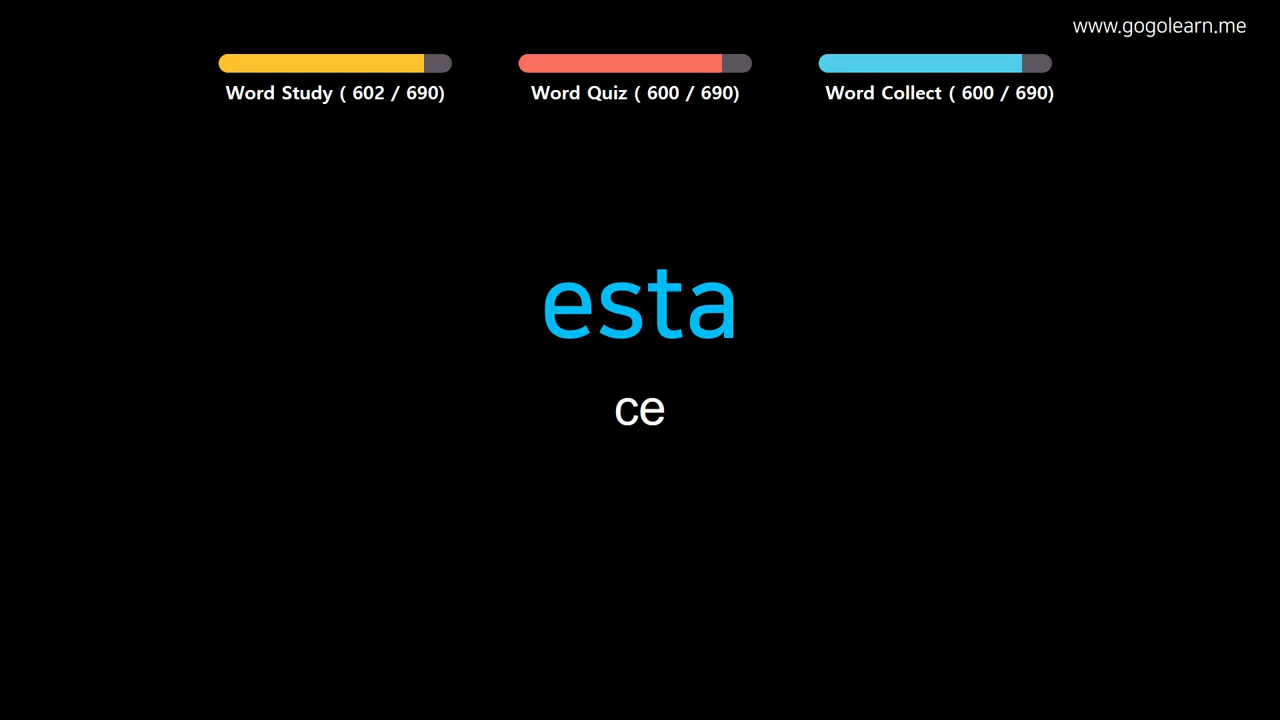 www.gogolearn.me
Word Study ( 602 / 690)
Word Quiz ( 600 / 690)
Word Collect ( 600 / 690)
esta
ce